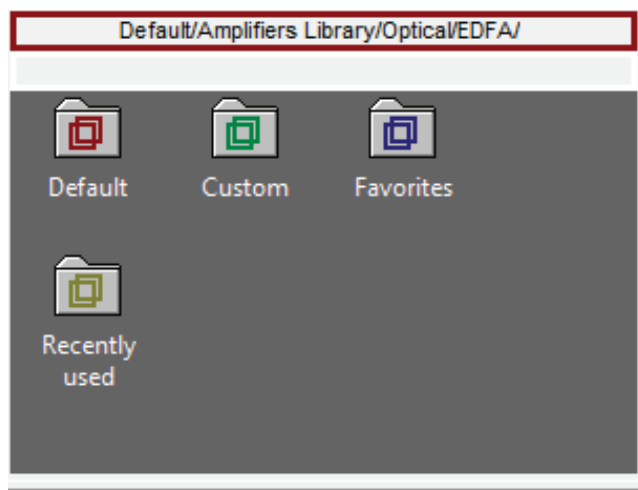 Default/Amplifiers Library/Optical/EDFA/
Default
Custom
Favorites
Recently
used